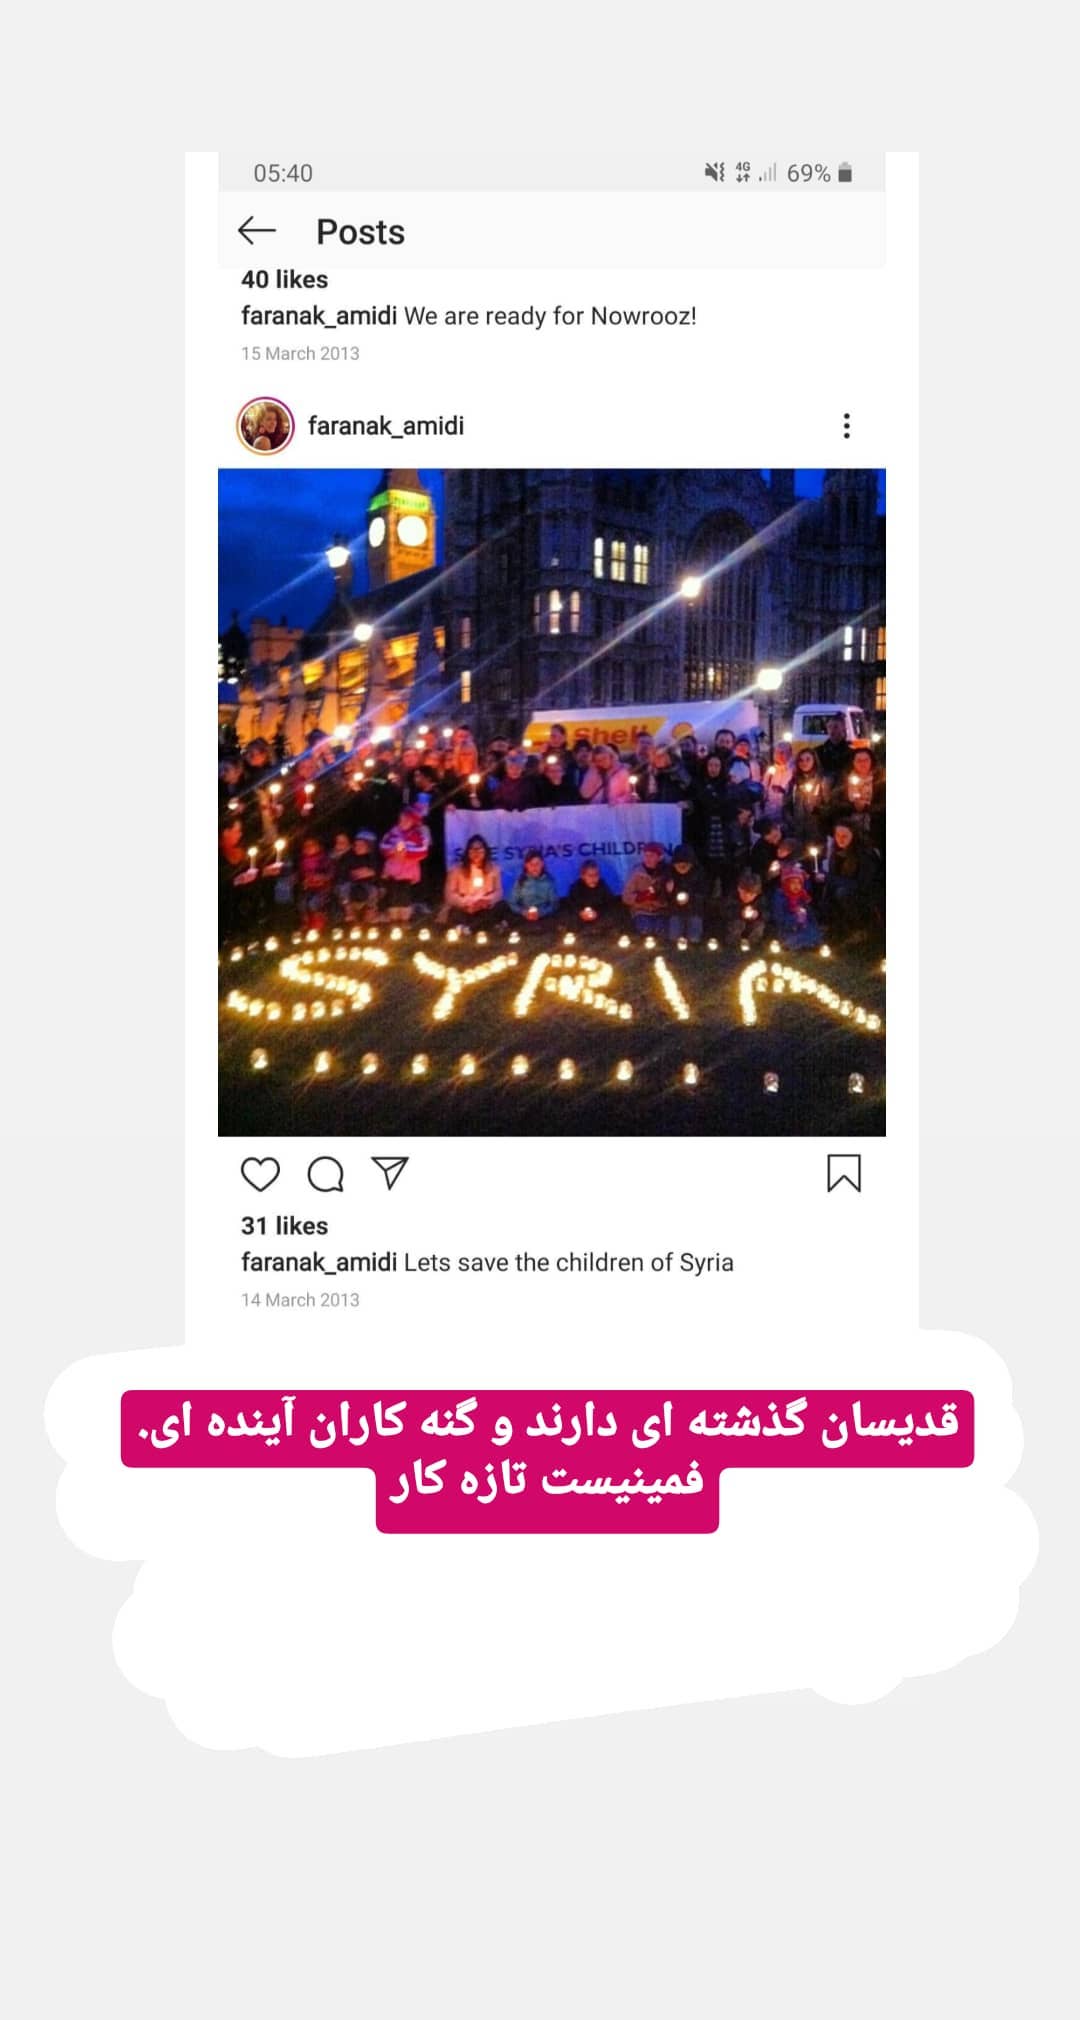 05:40
4G 69%
Posts
40 likes
faranak_amidi We are ready for Nowrooz!
15 March 2013
faranak_amidi
Shell
SYRIA'S CHILDREN
SYRIA
31 likes
faranak_amidi Lets save the children of Syria
14 March 2013
قدیسان گذشته ای دارند و گنه کاران آینده ای.
فمینیست تازه کار